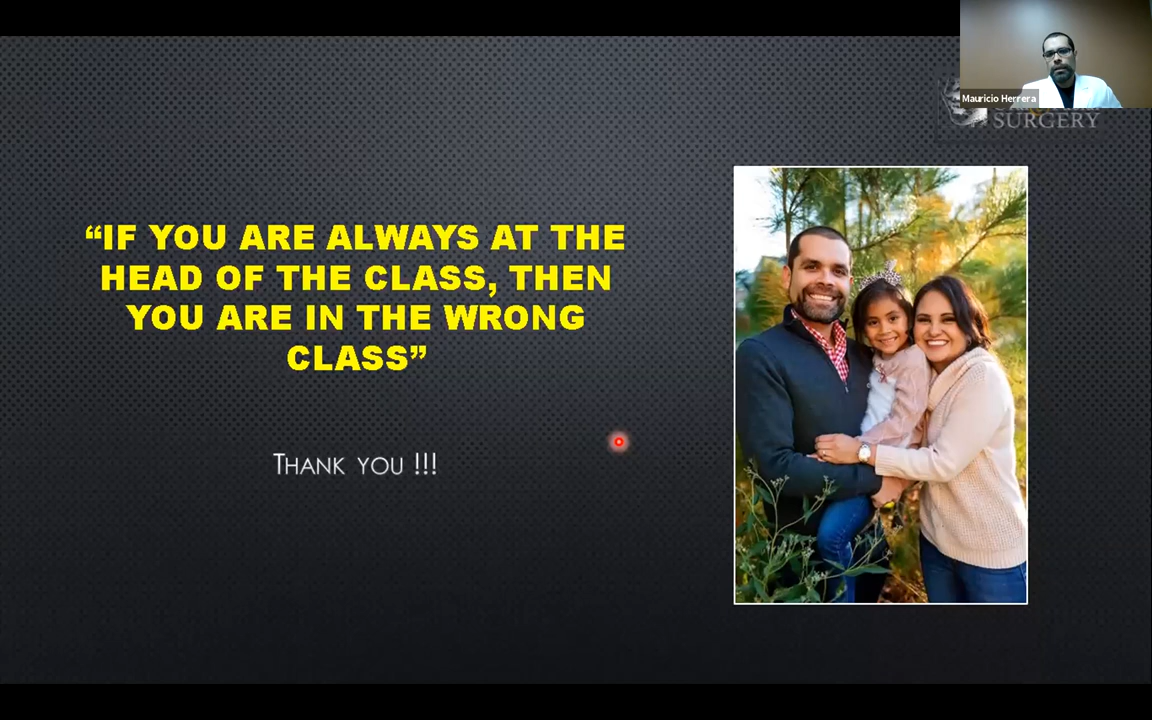 Mauricio Herrera
SURGERY
“IF YOU ARE ALWAYS AT THE
HEAD OF THE CLASS, THEN
YOU ARE IN THE WRONG
CLASS”
THANK YOU !!!